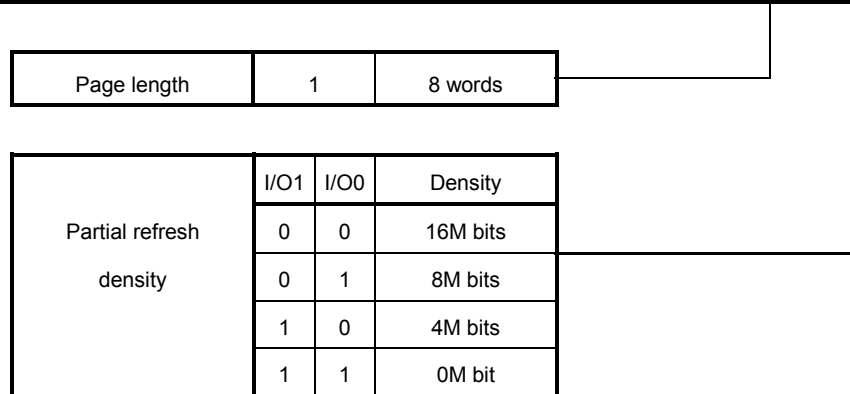 Page length 1 8 words
I/O1 I/O0 Density
Partial refresh 0 0 16M bits
density 0 1 8M bits
1 0 4M bits
1 1 0M bit